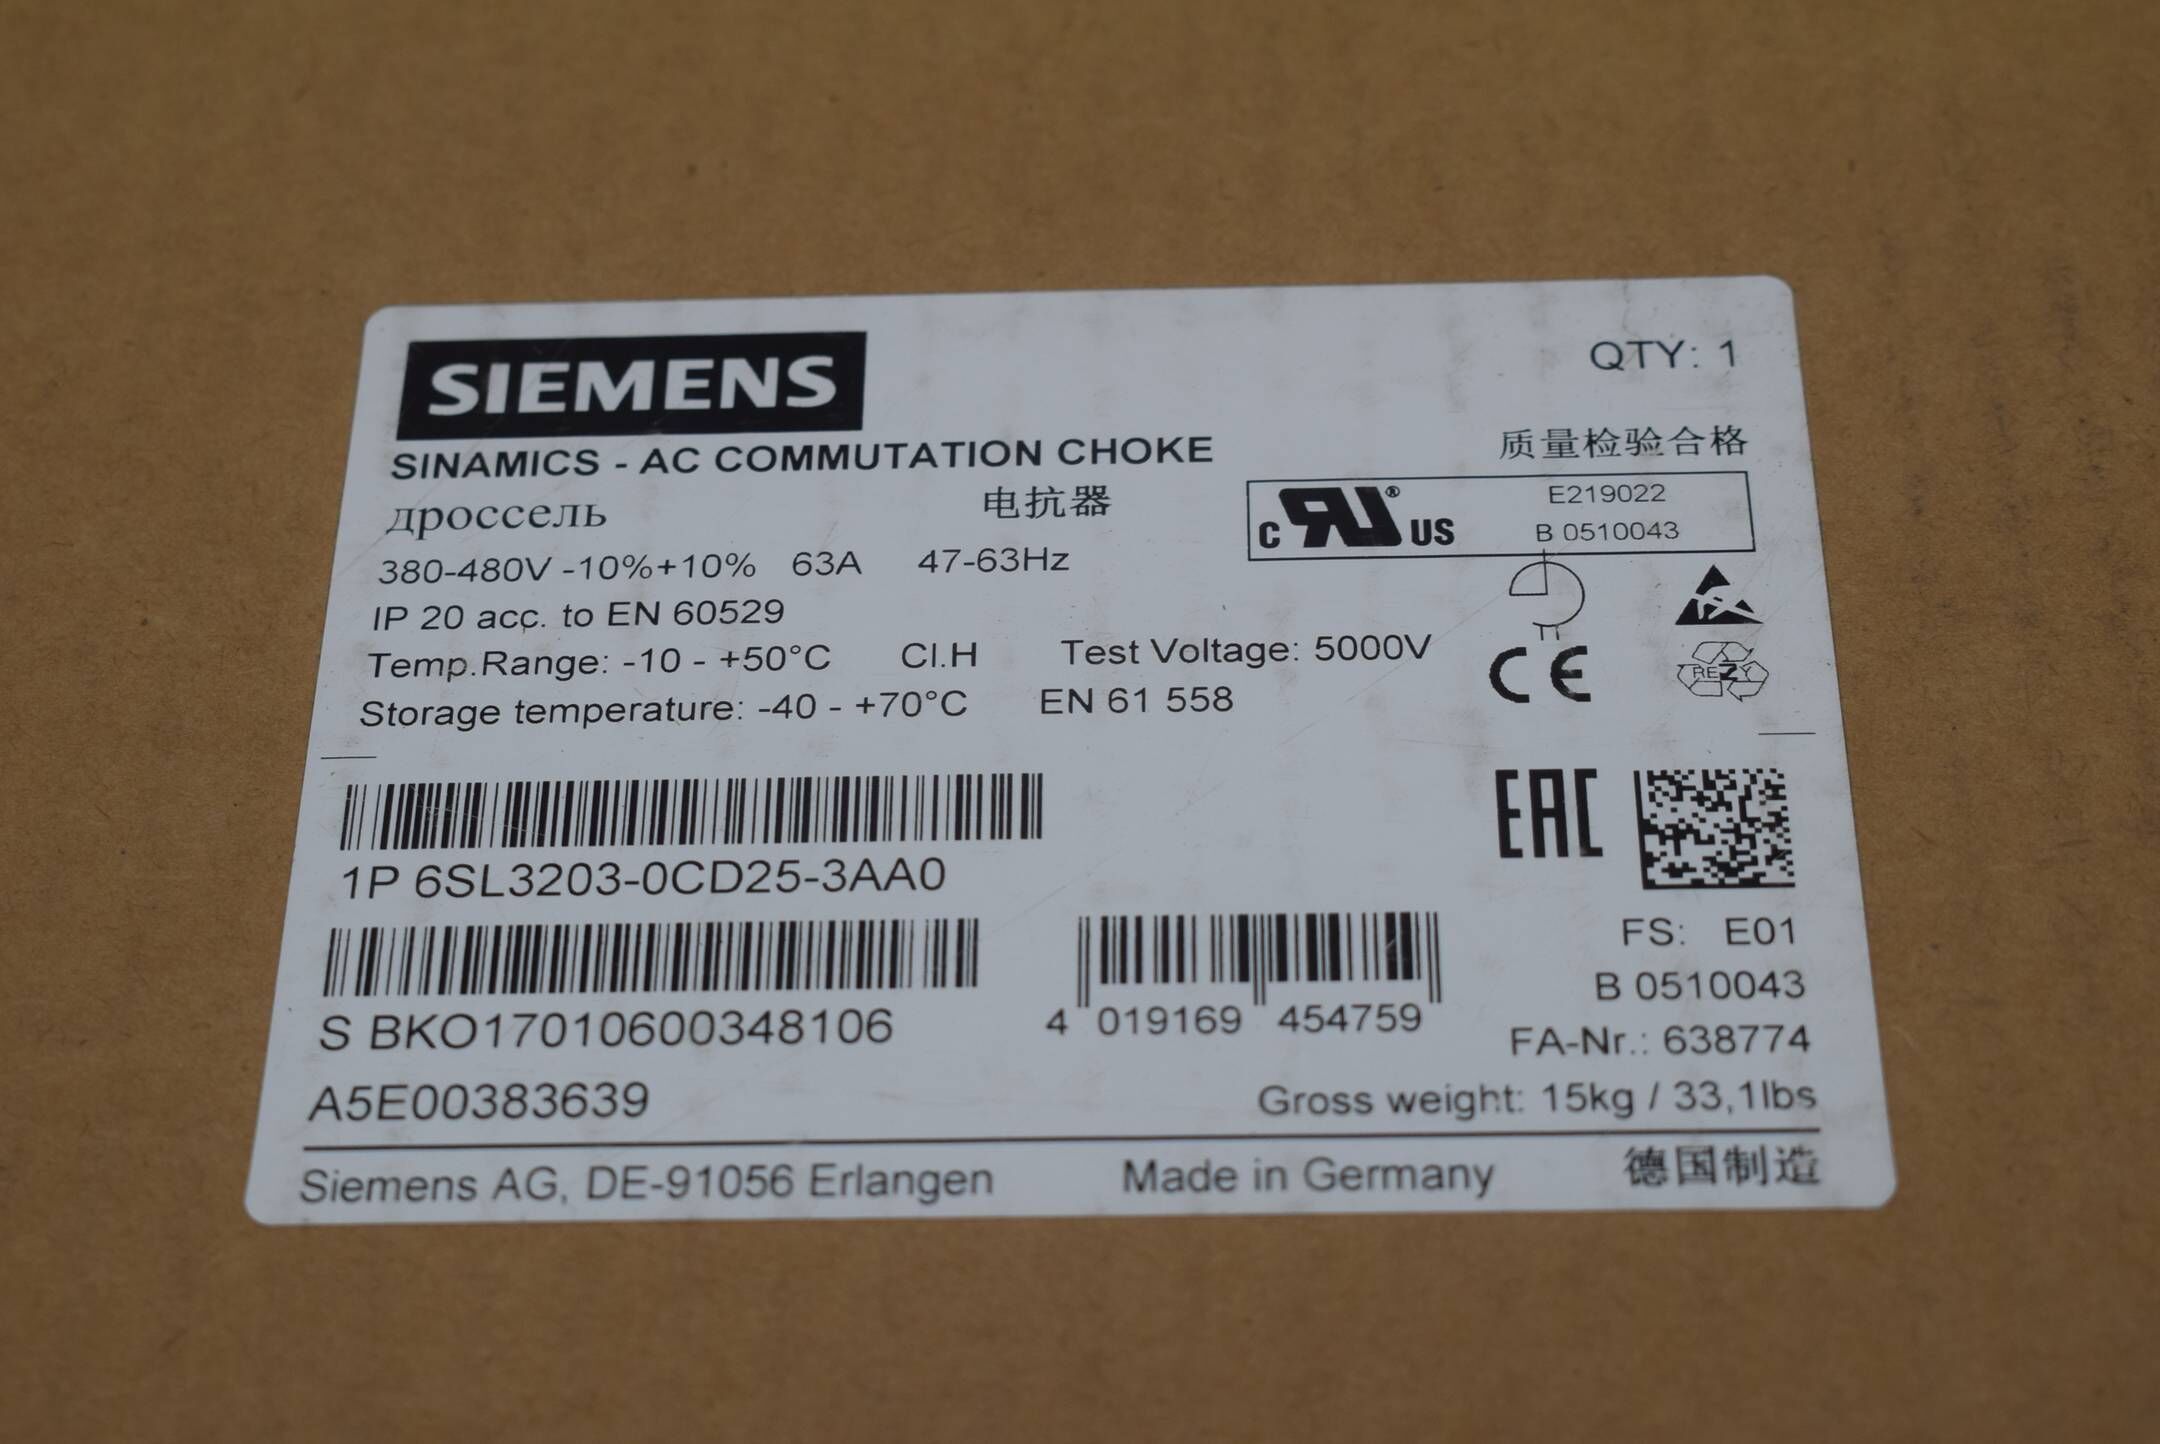 SIEMENS
QTY: 1
SINAMICS - AC COMMUTATION CHOKE
质量检验合格
дроссель 电抗器
E219022
c RU® US
B 0510043
380-480V -10%+10% 63A 47-63Hz
IP 20 acc. to EN 60529
Temp.Range: -10 - +50°C Cl.H Test Voltage: 5000V
CE
RE Z Y
Storage temperature: -40 - +70°C EN 61 558
EAC
1P 6SL3203-0CD25-3AA0
FS: E01
B 0510043
S BKO17010600348106
4 019169 454759
FA-Nr.: 638774
A5E00383639
Gross weight: 15kg / 33,1lbs
Siemens AG, DE-91056 Erlangen Made in Germany 德国制造